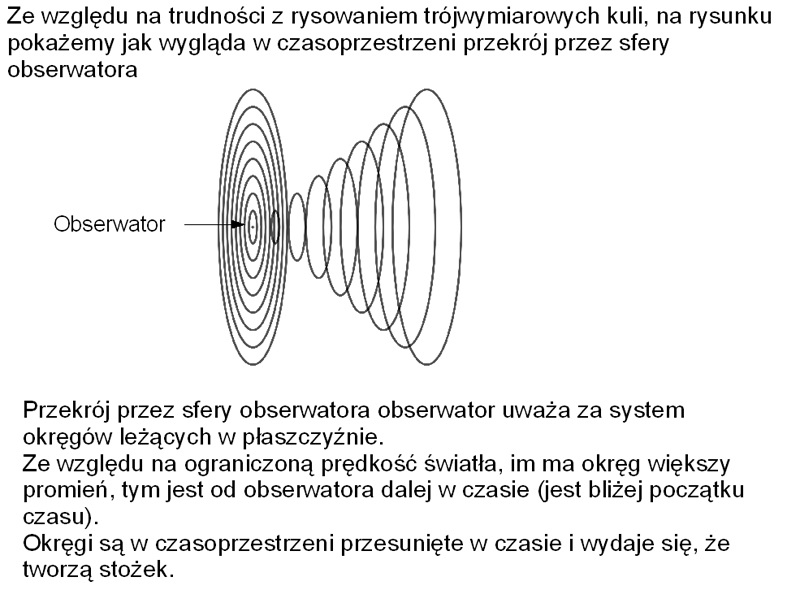 Ze względu na trudności z rysowaniem trójwymiarowych kuli, na rysunku
pokażemy jak wygląda w czasoprzestrzeni przekrój przez sfery
obserwatora
Obserwator
Przekrój przez sfery obserwatora obserwator uważa za system
okręgów leżących w płaszczyźnie.
Ze względu na ograniczoną prędkość światła, im ma okręg większy
promień, tym jest od obserwatora dalej w czasie (jest bliżej początku
czasu).
Okręgi są w czasoprzestrzeni przesunięte w czasie i wydaje się, że
tworzą stożek.